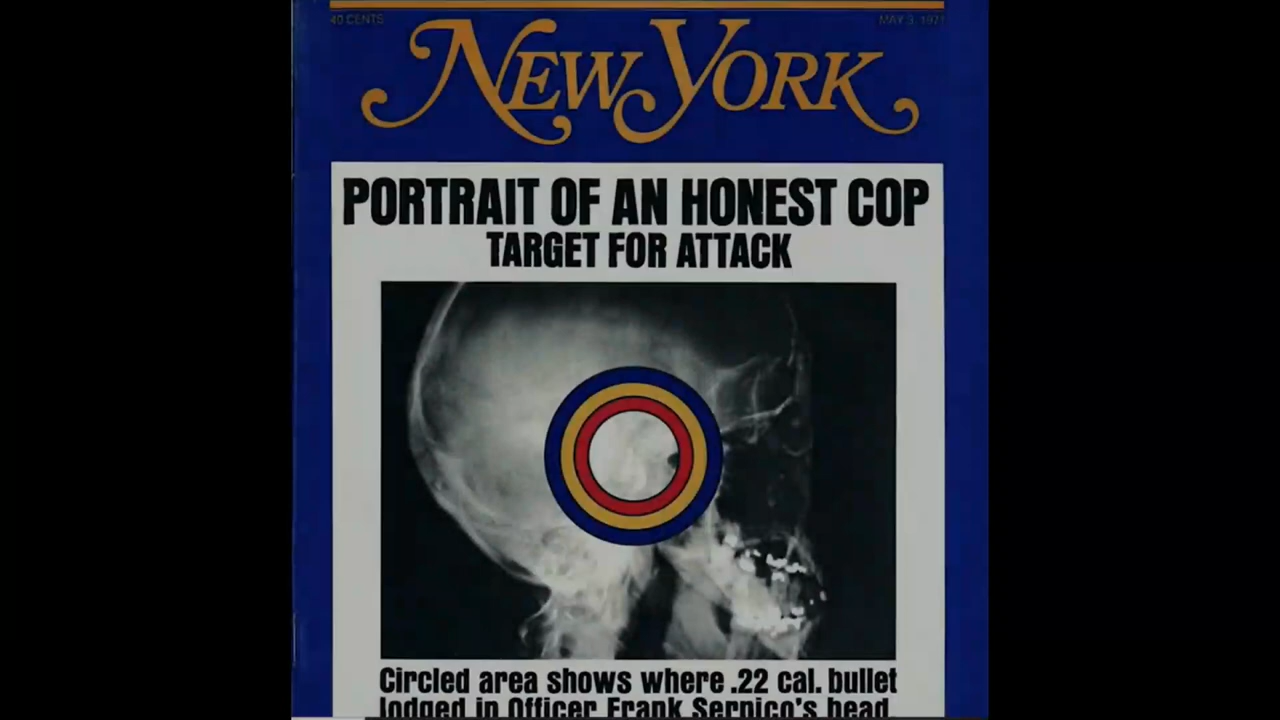 40 CENTS
MAY 3, 1971
NEW YORK
PORTRAIT OF AN HONEST COP
TARGET FOR ATTACK
Circled area shows where .22 cal. bullet
lodged in Officer Frank Serpico's head